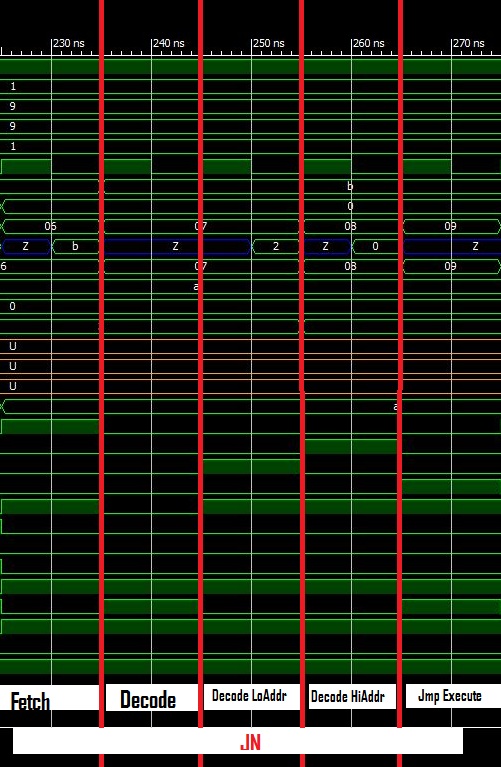 230 ns 240 ns 250 ns 260 ns 270 ns
1
9
9
1
b
0
06 07 08 09
Z b Z 2 Z 0 Z
6 07 08 09
a
0
U
U
U
a
Fetch Decode Decode LoAddr Decode HiAddr Jmp Execute
JN